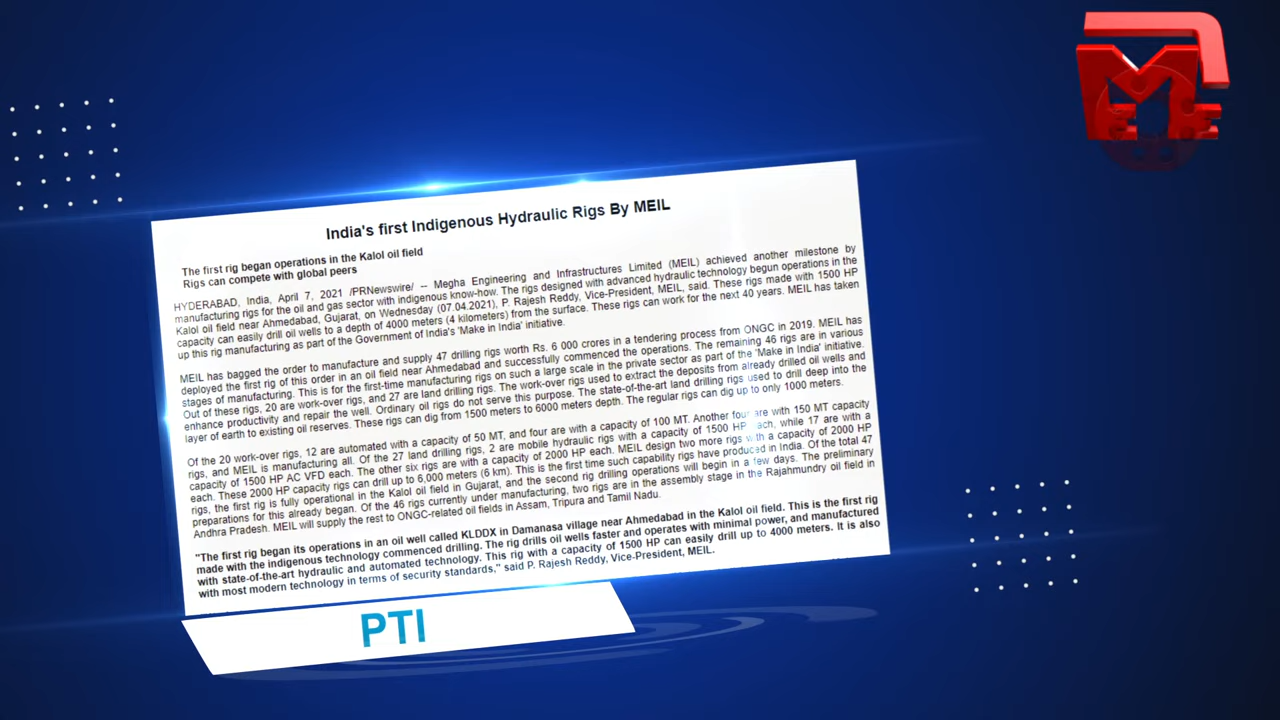 India's first Indigenous Hydraulic Rigs By MEIL
The first rig began operations in the Kalol oil field
Rigs can compete with global peers
HYDERABAD, India, April 7, 2021 /PRNewswire/ -- Megha Engineering and Infrastructures Limited (MEIL) achieved another milestone by
manufacturing rigs for the oil and gas sector with indigenous know-how. The rigs designed with advanced hydraulic technology begun operations in the
Kalol oil field near Ahmedabad, Gujarat, on Wednesday (07.04.2021), P. Rajesh Reddy, Vice-President, MEIL, said. These rigs made with 1500 HP
capacity can easily drill oil wells to a depth of 4000 meters (4 kilometers) from the surface. These rigs can work for the next 40 years. MEIL has taken
up this rig manufacturing as part of the Government of India's 'Make in India' initiative.
MEIL has bagged the order to manufacture and supply 47 drilling rigs worth Rs. 6 000 crores in a tendering process from ONGC in 2019. MEIL has
deployed the first rig of this order in an oil field near Ahmedabad and successfully commenced the operations. The remaining 46 rigs are in various
stages of manufacturing. This is for the first-time manufacturing rigs on such a large scale in the private sector as part of the 'Make in India' initiative.
Out of these rigs, 20 are work-over rigs, and 27 are land drilling rigs. The work-over rigs used to extract the deposits from already drilled oil wells and
enhance productivity and repair the well. Ordinary oil rigs do not serve this purpose. The state-of-the-art land drilling rigs used to drill deep into the
layer of earth to existing oil reserves. These rigs can dig from 1500 meters to 6000 meters depth. The regular rigs can dig up to only 1000 meters.
Of the 20 work-over rigs, 12 are automated with a capacity of 50 MT, and four are with a capacity of 100 MT. Another four are with 150 MT capacity
rigs, and MEIL is manufacturing all. Of the 27 land drilling rigs, 2 are mobile hydraulic rigs with a capacity of 1500 HP each, while 17 are with a
capacity of 1500 HP AC VFD each. The other six rigs are with a capacity of 2000 HP each. MEIL design two more rigs with a capacity of 2000 HP
each. These 2000 HP capacity rigs can drill up to 6,000 meters (6 km). This is the first time such capability rigs have produced in India. Of the total 47
rigs, the first rig is fully operational in the Kalol oil field in Gujarat, and the second rig drilling operations will begin in a few days. The preliminary
preparations for this already began. Of the 46 rigs currently under manufacturing, two rigs are in the assembly stage in the Rajahmundry oil field in
Andhra Pradesh. MEIL will supply the rest to ONGC-related oil fields in Assam, Tripura and Tamil Nadu.
"The first rig began its operations in an oil well called KLDDX in Damanasa village near Ahmedabad in the Kalol oil field. This is the first rig
made with the indigenous technology commenced drilling. The rig drills oil wells faster and operates with minimal power, and manufactured
with state-of-the-art hydraulic and automated technology. This rig with a capacity of 1500 HP can easily drill up to 4000 meters. It is also
with most modern technology in terms of security standards," said P. Rajesh Reddy, Vice-President, MEIL.
PTI